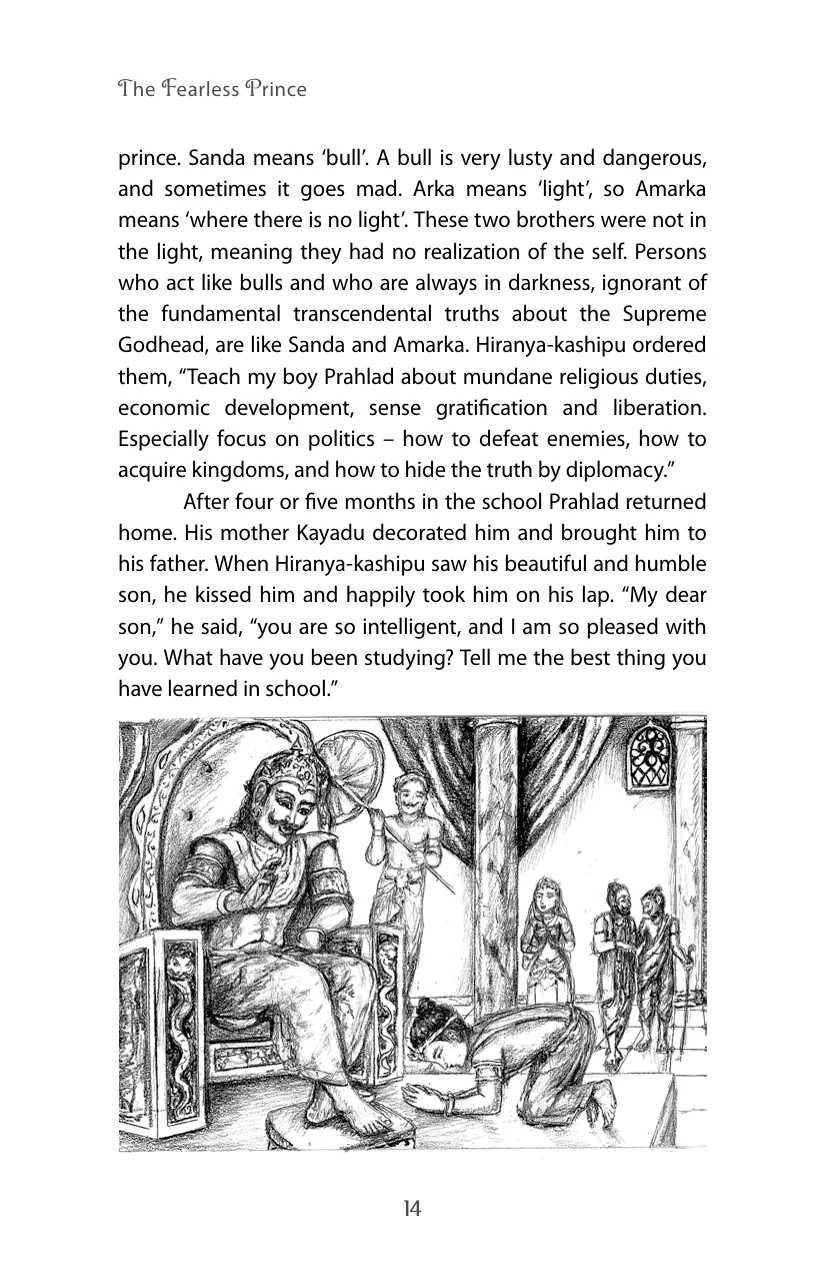 The Fearless Prince
prince. Sanda means ‘bull’. A bull is very lusty and dangerous,
and sometimes it goes mad. Arka means ‘light’, so Amarka
means ‘where there is no light’. These two brothers were not in
the light, meaning they had no realization of the self. Persons
who act like bulls and who are always in darkness, ignorant of
the fundamental transcendental truths about the Supreme
Godhead, are like Sanda and Amarka. Hiranya-kashipu ordered
them, “Teach my boy Prahlad about mundane religious duties,
economic development, sense gratification and liberation.
Especially focus on politics – how to defeat enemies, how to
acquire kingdoms, and how to hide the truth by diplomacy.”
After four or five months in the school Prahlad returned
home. His mother Kayadu decorated him and brought him to
his father. When Hiranya-kashipu saw his beautiful and humble
son, he kissed him and happily took him on his lap. “My dear
son,” he said, “you are so intelligent, and I am so pleased with
you. What have you been studying? Tell me the best thing you
have learned in school.”
14